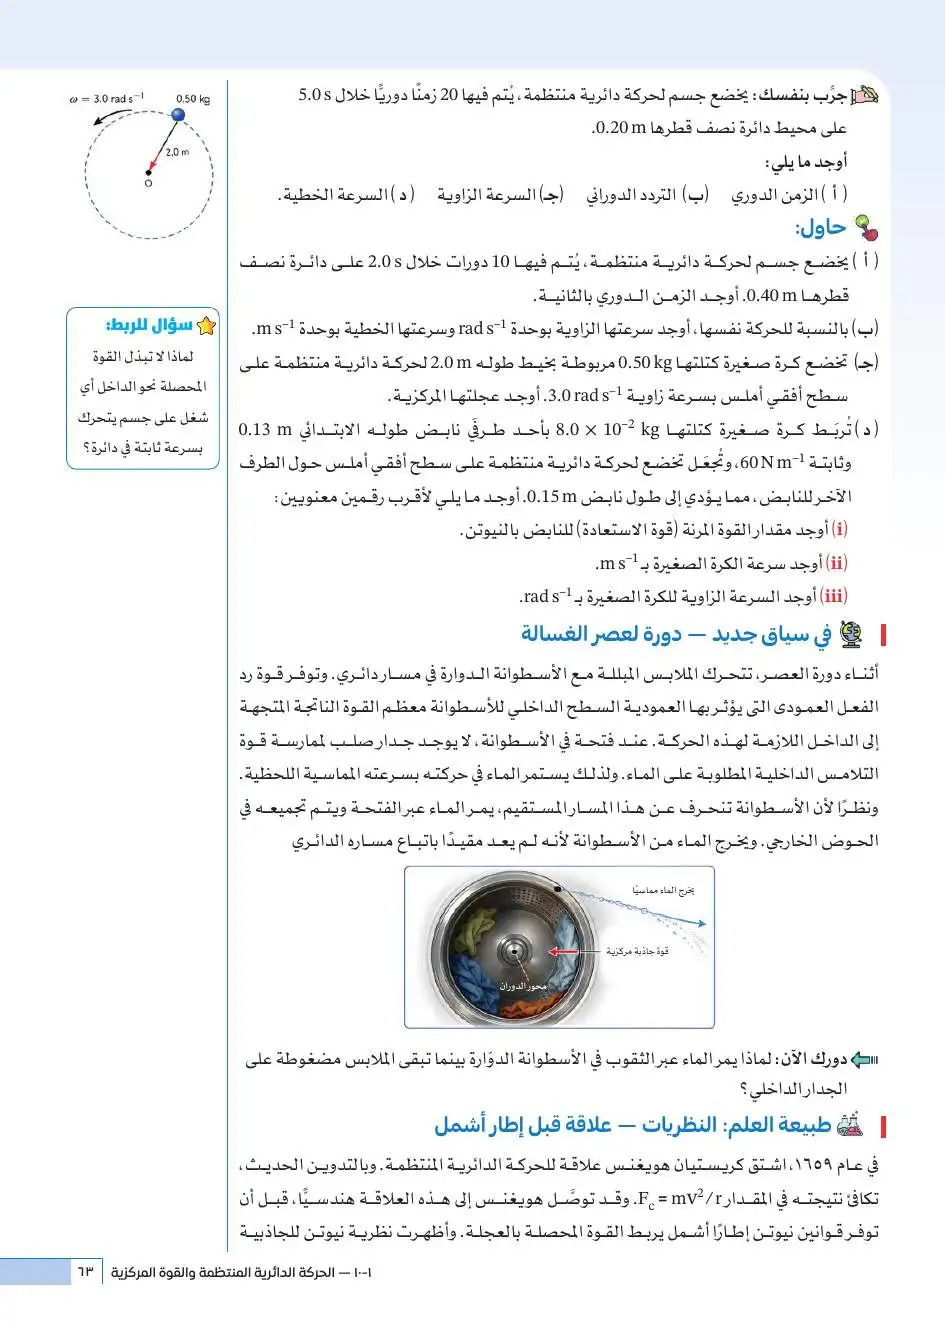 جرِّب بنفسك: يخضع جسم لحركة دائرية منتظمة، يُتم فيها 20 زمنًا دوريًّا خلال 5.0 s
على محيط دائرة نصف قطرها 0.20 m.
أوجد ما يلي:
(أ) الزمن الدوري (ب) التردد الدوراني (جـ) السرعة الزاوية (د) السرعة الخطية.
حاول:
(أ) يخضع جسم لحركة دائرية منتظمة، يُتم فيها 10 دورات خلال 2.0 s على دائرة نصف
قطرها 0.40 m. أوجد الزمن الدوري بالثانية.
(ب) بالنسبة للحركة نفسها، أوجد سرعتها الزاوية بوحدة rad s⁻¹ وسرعتها الخطية بوحدة m s⁻¹.
(جـ) تخضع كرة صغيرة كتلتها 0.50 kg مربوطة بخيط طوله 2.0 m لحركة دائرية منتظمة على
سطح أفقي أملس بسرعة زاوية 3.0 rad s⁻¹. أوجد عجلتها المركزية.
(د) تُربَط كرة صغيرة كتلتها 8.0 × 10⁻² kg بأحد طرفَي نابض طوله الابتدائي 0.13 m
وثابتة 60 N m⁻¹، وتُجعَل تخضع لحركة دائرية منتظمة على سطح أفقي أملس حول الطرف
الآخر للنابض، مما يؤدي إلى طول نابض 0.15 m. أوجد ما يلي لأقرب رقمين معنويين:
(i) أوجد مقدار القوة المرنة (قوة الاستعادة) للنابض بالنيوتن.
(ii) أوجد سرعة الكرة الصغيرة بـ m s⁻¹.
(iii) أوجد السرعة الزاوية للكرة الصغيرة بـ rad s⁻¹.
ω = 3.0 rad s⁻¹
0.50 kg
2.0 m
O
سؤال للربط:
لماذا لا تبذل القوة
المحصلة نحو الداخل أي
شغل على جسم يتحرك
بسرعة ثابتة في دائرة؟
في سياق جديد — دورة لعصر الغسالة
أثناء دورة العصر، تتحرك الملابس المبللة مع الأسطوانة الدوارة في مسار دائري. وتوفر قوة رد
الفعل العمودى التى يؤثر بها العمودية السطح الداخلي للأسطوانة معظم القوة الناتجة المتجهة
إلى الداخل اللازمة لهذه الحركة. عند فتحة في الأسطوانة، لا يوجد جدار صلب لممارسة قوة
التلامس الداخلية المطلوبة على الماء. ولذلك يستمر الماء في حركته بسرعته المماسية اللحظية.
ونظرًا لأن الأسطوانة تنحرف عن هذا المسار المستقيم، يمر الماء عبر الفتحة ويتم تجميعه في
الحوض الخارجي. ويخرج الماء من الأسطوانة لأنه لم يعد مقيدًا باتباع مساره الدائري
يخرج الماء مماسيًا
قوة جاذبة مركزية
محور الدوران
دورك الآن: لماذا يمر الماء عبر الثقوب في الأسطوانة الدوّارة بينما تبقى الملابس مضغوطة على
الجدار الداخلي؟
طبيعة العلم: النظريات — علاقة قبل إطار أشمل
في عام ١٦٥٩، اشتق كريستيان هويغنس علاقة للحركة الدائرية المنتظمة. وبالتدوين الحديث،
تكافئ نتيجته في المقدار F_c = mv²/r. وقد توصَّل هويغنس إلى هذه العلاقة هندسيًّا، قبل أن
توفر قوانين نيوتن إطارًا أشمل يربط القوة المحصلة بالعجلة. وأظهرت نظرية نيوتن للجاذبية
١-١٠ — الحركة الدائرية المنتظمة والقوة المركزية ٦٣